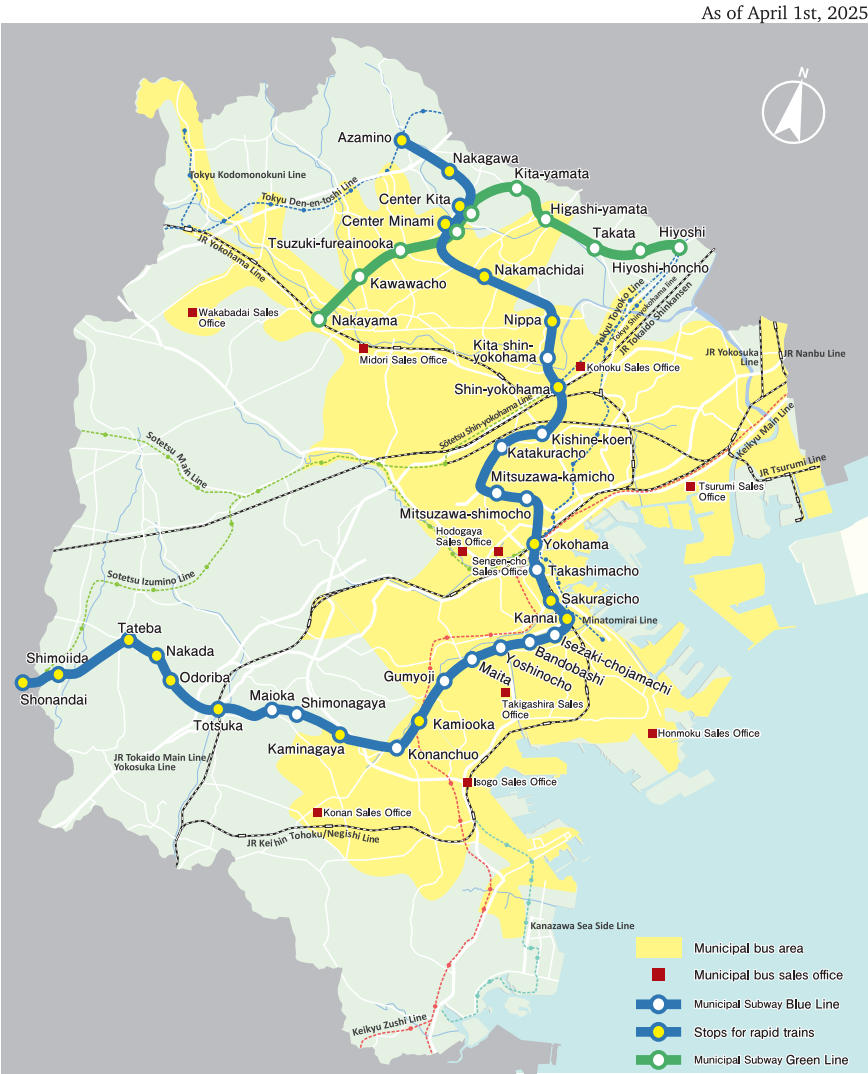 As of April 1st, 2025
N
Azamino
Nakagawa
Kita-yamata
Tokyu Kodomonokuni Line
Tokyu Den-en-toshi Line
Center Kita
Higashi-yamata
Center Minami
Takata
Hiyoshi
Tsuzuki-fureainooka
JR Yokohama Line
Hiyoshi-honcho
Nakamachidai
Kawawacho
Tokyu Toyoko Line
Tokyu Shinyokohama line
JR Tokaido Shinkansen
Wakabadai Sales
Office
Nakayama
Nippa
Midori Sales Office
Kita shin-
yokohama
Kohoku Sales Office
JR Yokosuka
Line
JR Nanbu Line
Shin-yokohama
Sōtetsu Shin-yokohama Line
Keikyu Main Line
Kishine-koen
Katakuracho
Sotetsu Main Line
JR Tsurumi Line
Mitsuzawa-kamicho
Tsurumi Sales
Office
Mitsuzawa-shimocho
Hodogaya
Sales Office
Yokohama
Sengen-cho
Sales Office
Takashimacho
Sotetsu Izumino Line
Sakuragicho
Kannai
Minatomirai Line
Tateba
Isezaki-chojamachi
Nakada
Bandobashi
Shimoiida
Yoshinocho
Odoriba
Maita
Gumyoji
Shonandai
Maioka
Shimonagaya
Takigashira Sales
Office
Totsuka
Kamiooka
Honmoku Sales Office
Kaminagaya
Konanchuo
JR Tokaido Main Line/
Yokosuka Line
Isogo Sales Office
Konan Sales Office
JR Kei hin Tohoku/Negishi Line
Kanazawa Sea Side Line
Keikyu Zushi Line
Municipal bus area
Municipal bus sales office
Municipal Subway Blue Line
Stops for rapid trains
Municipal Subway Green Line